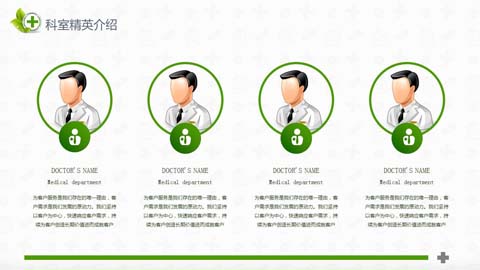 科室精英介绍
DOCTOR'S NAME
Medical department
为客户服务是我们存在的唯一理由，客
户需求是我们发展的原动力。我们坚持
以客户为中心，快速响应客户需求，持
续为客户创造长期价值进而成就客户
DOCTOR'S NAME
Medical department
为客户服务是我们存在的唯一理由，客
户需求是我们发展的原动力。我们坚持
以客户为中心，快速响应客户需求，持
续为客户创造长期价值进而成就客户
DOCTOR'S NAME
Medical department
为客户服务是我们存在的唯一理由，客
户需求是我们发展的原动力。我们坚持
以客户为中心，快速响应客户需求，持
续为客户创造长期价值进而成就客户
DOCTOR'S NAME
Medical department
为客户服务是我们存在的唯一理由，客
户需求是我们发展的原动力。我们坚持
以客户为中心，快速响应客户需求，持
续为客户创造长期价值进而成就客户